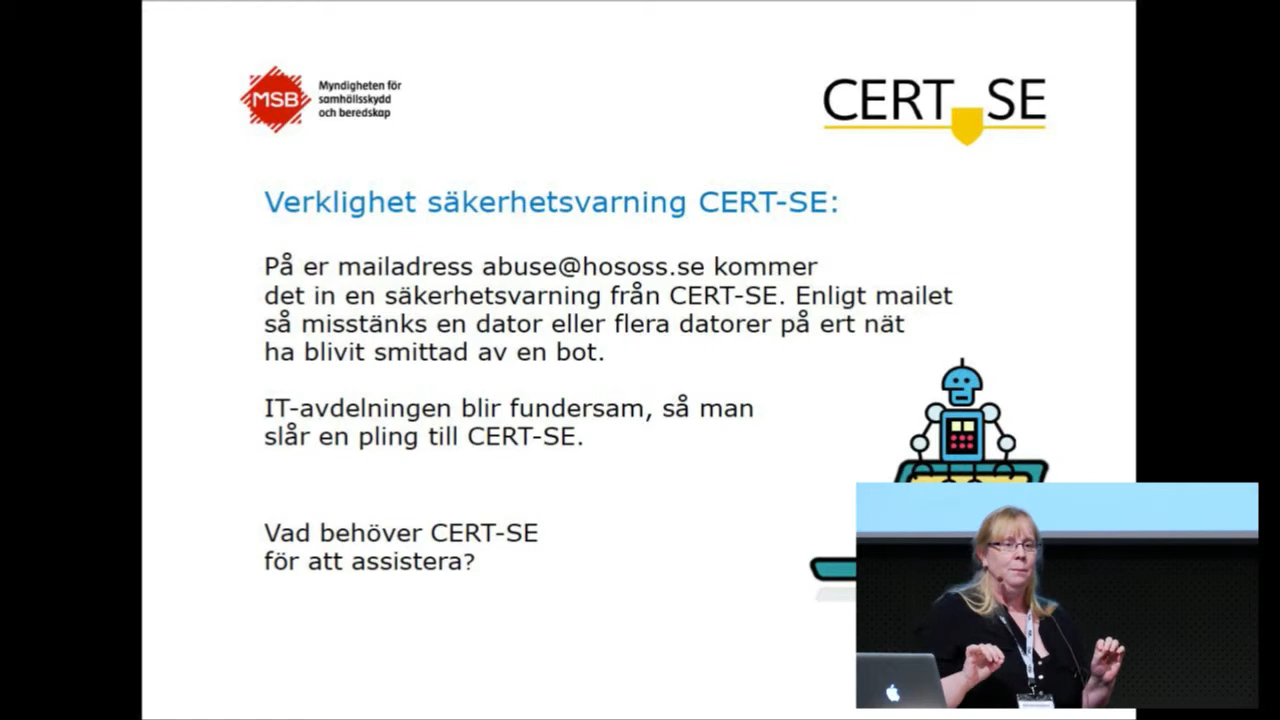 MSB
Myndigheten för
samhällsskydd
och beredskap
CERT SE
Verklighet säkerhetsvarning CERT-SE:
På er mailadress abuse@hososs.se kommer
det in en säkerhetsvarning från CERT-SE. Enligt mailet
så misstänks en dator eller flera datorer på ert nät
ha blivit smittad av en bot.
IT-avdelningen blir fundersam, så man
slår en pling till CERT-SE.
Vad behöver CERT-SE
för att assistera?